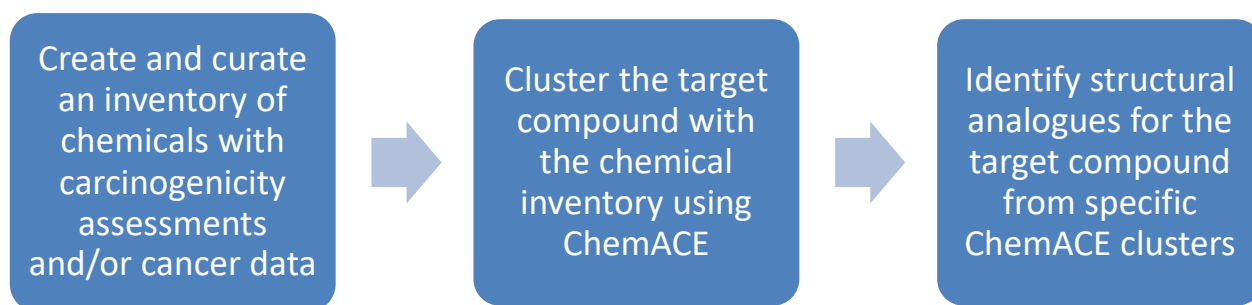 Create and curate
an inventory of
chemicals with
carcinogenicity
assessments
and/or cancer data
Cluster the target
compound with
the chemical
inventory using
ChemACE
Identify structural
analogues for the
target compound
from specific
ChemACE clusters